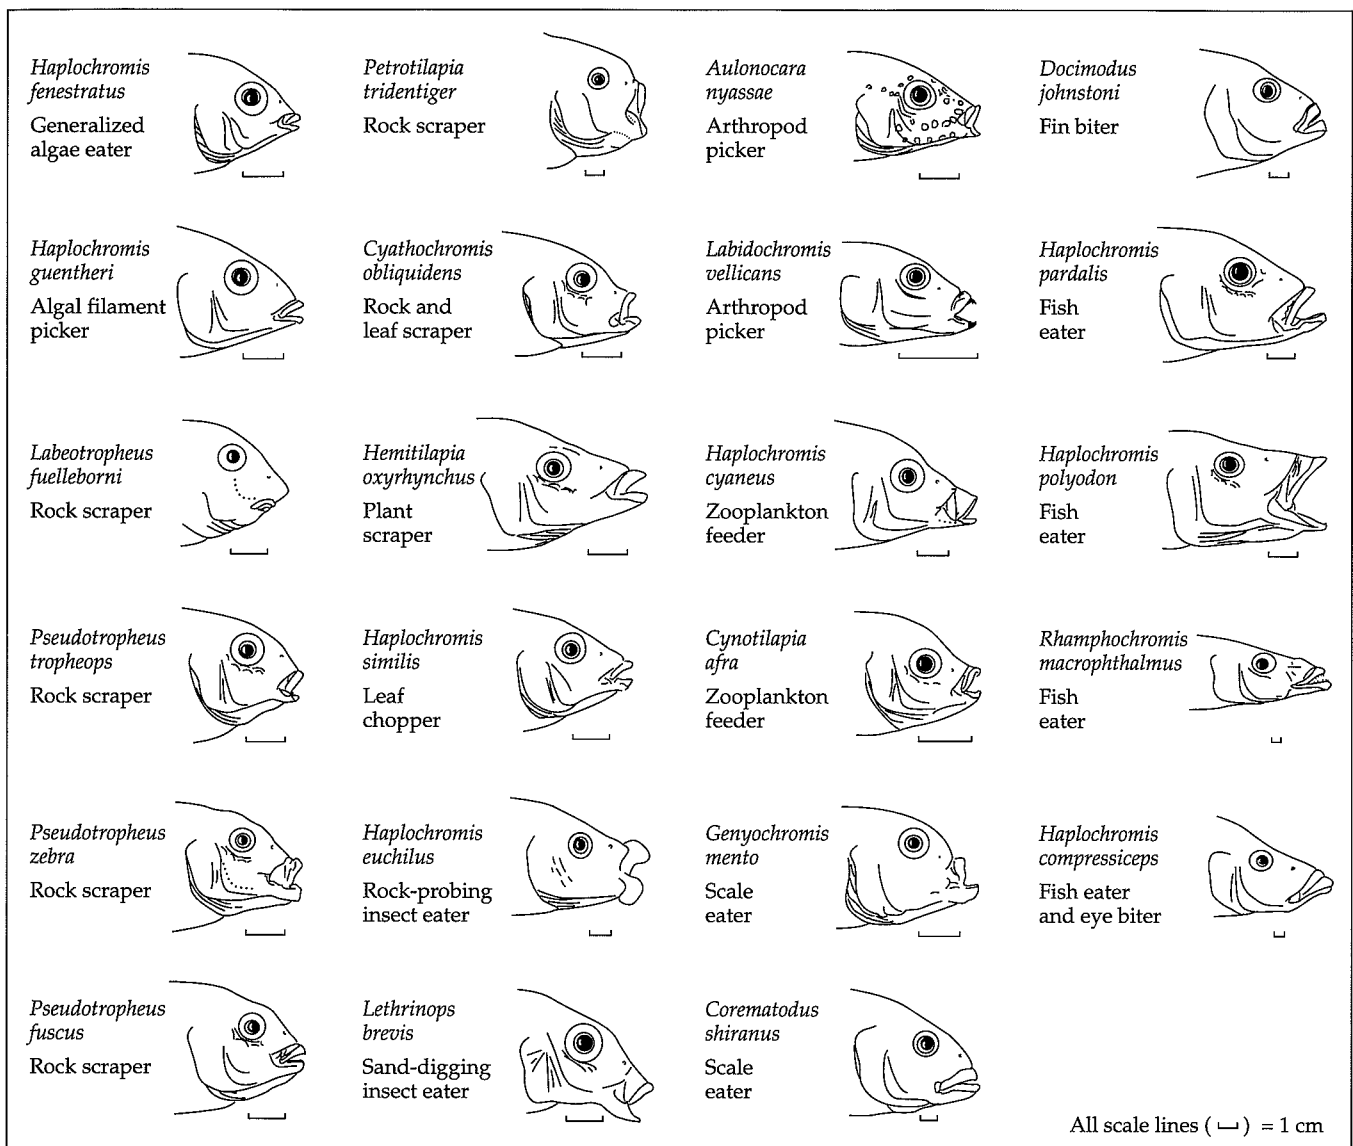 Haplochromis
fenestratus
Generalized
algae eater
Petrotilapia
tridentiger
Rock scraper
Aulonocara
nyassae
Arthropod
picker
Docimodus
johnstoni
Fin biter
Haplochromis
guentheri
Algal filament
picker
Cyathochromis
obliquidens
Rock and
leaf scraper
Labidochromis
vellicans
Arthropod
picker
Haplochromis
pardalis
Fish
eater
Labeotropheus
fuelleborni
Rock scraper
Hemitilapia
oxyrhynchus
Plant
scraper
Haplochromis
cyaneus
Zooplankton
feeder
Haplochromis
polyodon
Fish
eater
Pseudotropheus
tropheops
Rock scraper
Haplochromis
similis
Leaf
chopper
Cynotilapia
afra
Zooplankton
feeder
Rhamphochromis
macrophthalmus
Fish
eater
Pseudotropheus
zebra
Rock scraper
Haplochromis
euchilus
Rock-probing
insect eater
Genyochromis
mento
Scale
eater
Haplochromis
compressiceps
Fish eater
and eye biter
Pseudotropheus
fuscus
Rock scraper
Lethrinops
brevis
Sand-digging
insect eater
Corematodus
shiranus
Scale
eater
All scale lines ( ) = 1 cm